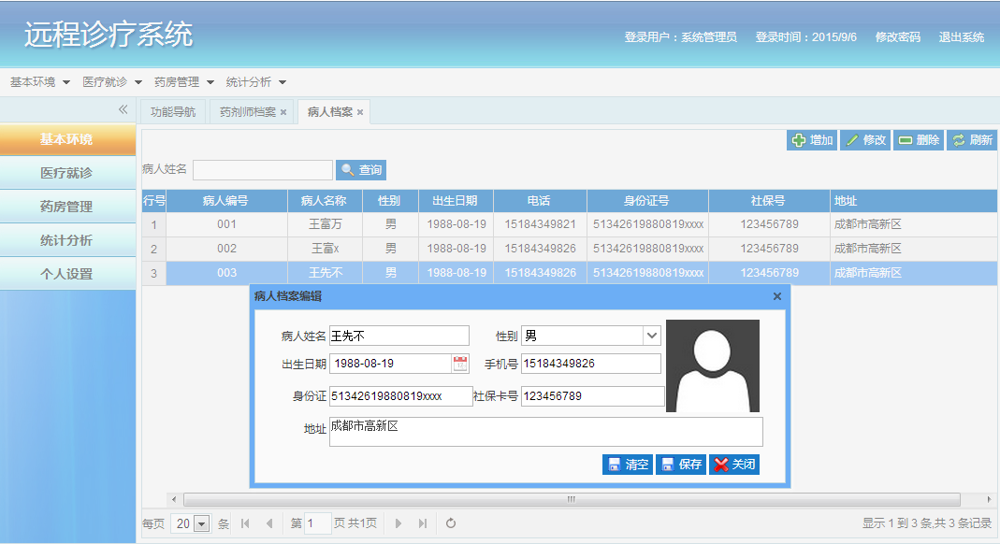 远程诊疗系统
登录用户：系统管理员 登录时间：2015/9/6 修改密码 退出系统
基本环境 医疗就诊 药房管理 统计分析
功能导航 药剂师档案 病人档案
基本环境
医疗就诊
药房管理
统计分析
个人设置
增加 修改 删除 刷新
病人姓名 查询
行号 病人编号 病人名称 性别 出生日期 电话 身份证号 社保号 地址
1 001 王富万 男 1988-08-19 15184349821 51342619880819xxxx 123456789 成都市高新区
2 002 王富x 男 1988-08-19 15184349826 51342619880819xxxx 123456789 成都市高新区
3 003 王先不 男 1988-08-19 15184349826 51342619880819xxxx 123456789 成都市高新区
病人档案编辑
病人姓名 王先不 性别 男
出生日期 1988-08-19 手机号 15184349826
身份证 51342619880819xxxx 社保卡号 123456789
地址 成都市高新区
清空 保存 关闭
每页 20 条 第 1 页 共1页 显示 1 到 3 条,共 3 条记录